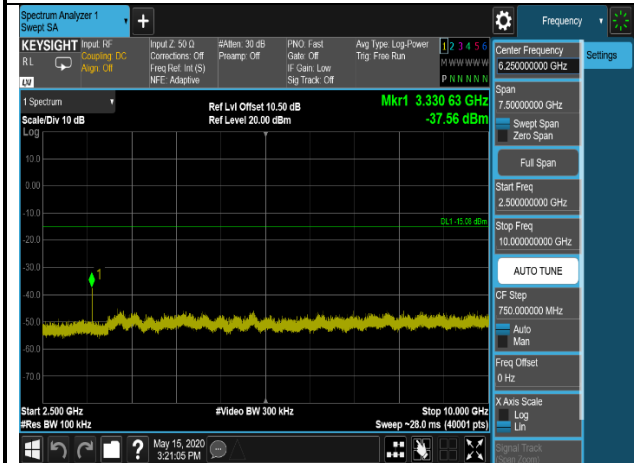 Spectrum Analyzer 1
Swept SA
+
Frequency
KEYSIGHT
Input: RF
Coupling: DC
Align: Off
Input Z: 50 Ω
Corrections: Off
Freq Ref: Int (S)
NFE: Adaptive
#Atten: 30 dB
Preamp: Off
PNO: Fast
Gate: Off
IF Gain: Low
Sig Track: Off
Avg Type: Log-Power
Trig: Free Run
1 2 3 4 5 6
M W W W W W
P N N N N N
R L
LXI
1 Spectrum
Scale/Div 10 dB
Ref Lvl Offset 10.50 dB
Ref Level 20.00 dBm
Mkr1 3.330 63 GHz
-37.56 dBm
Log
10.0
0.00
-10.0
DL1 -15.08 dBm
-20.0
1
-30.0
-40.0
-50.0
-60.0
-70.0
Start 2.500 GHz
#Res BW 100 kHz
#Video BW 300 kHz
Stop 10.000 GHz
Sweep ~28.0 ms (40001 pts)
?
May 15, 2020
3:21:05 PM
Settings
Center Frequency
6.250000000 GHz
Span
7.50000000 GHz
Swept Span
Zero Span
Full Span
Start Freq
2.500000000 GHz
Stop Freq
10.000000000 GHz
AUTO TUNE
CF Step
750.000000 MHz
Auto
Man
Freq Offset
0 Hz
X Axis Scale
Log
Lin
Signal Track
(Span Zoom)